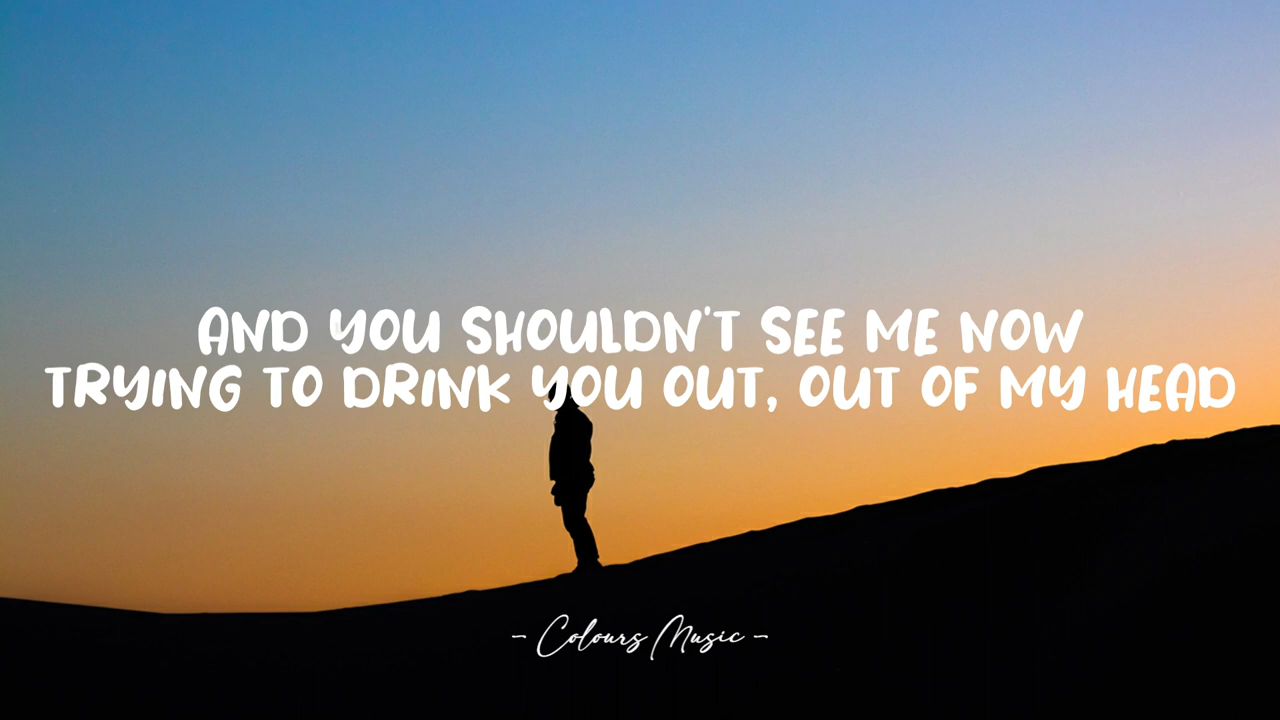 AND YOU SHOULDN'T SEE ME NOW
TRYING TO DRINK YOU OUT, OUT OF MY HEAD
- Colours Music -